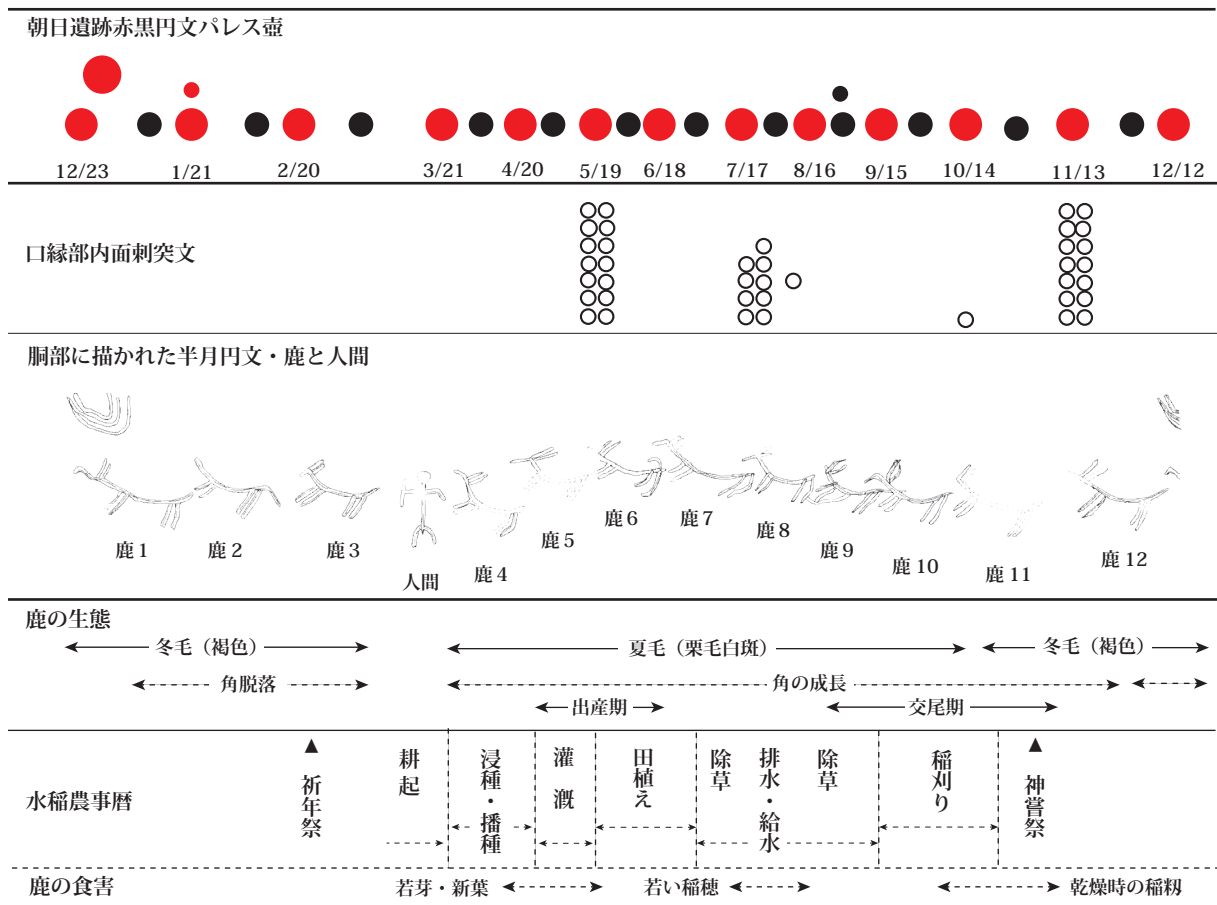 朝日遺跡赤黒円文パレス壺
12/23 1/21 2/20 3/21 4/20 5/19 6/18 7/17 8/16 9/15 10/14 11/13 12/12
口縁部内面刺突文
胴部に描かれた半月円文・鹿と人間
鹿1 鹿2 鹿3 人間 鹿4 鹿5 鹿6 鹿7 鹿8 鹿9 鹿10 鹿11 鹿12
鹿の生態
冬毛（褐色） 夏毛（栗毛白斑） 冬毛（褐色）
角脱落 角の成長
出産期 交尾期
水稲農事暦
祈年祭
耕起
浸種・播種
灌漑
田植え
除草
排水・給水
除草
稲刈り
神嘗祭
鹿の食害
若芽・新葉 若い稲穂 乾燥時の稲籾